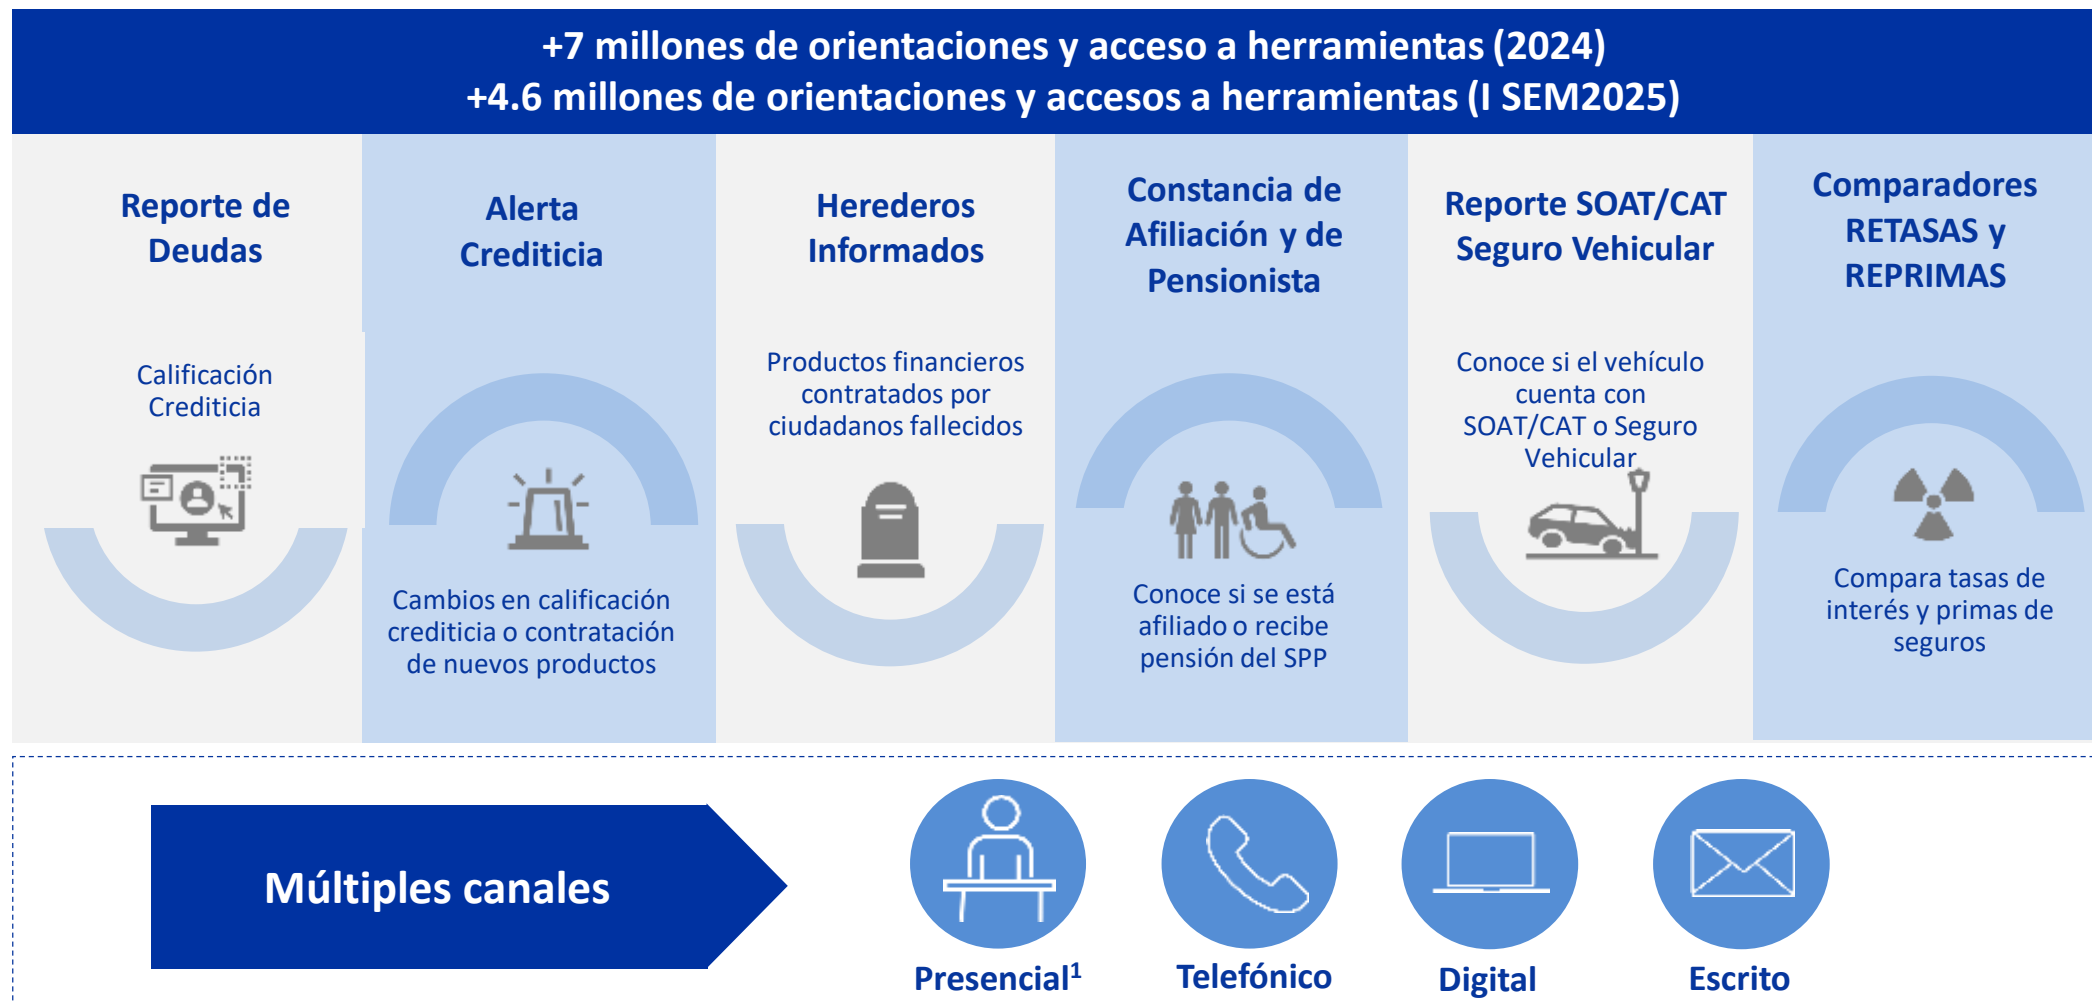 +7 millones de orientaciones y acceso a herramientas (2024)
+4.6 millones de orientaciones y accesos a herramientas (I SEM2025)
Reporte de
Deudas
Calificación
Crediticia
Alerta
Crediticia
Cambios en calificación
crediticia o contratación
de nuevos productos
Herederos
Informados
Productos financieros
contratados por
ciudadanos fallecidos
Constancia de
Afiliación y de
Pensionista
Conoce si se está
afiliado o recibe
pensión del SPP
Reporte SOAT/CAT
Seguro Vehicular
Conoce si el vehículo
cuenta con
SOAT/CAT o Seguro
Vehicular
Comparadores
RETASAS y
REPRIMAS
Compara tasas de
interés y primas de
seguros
Múltiples canales
Presencial¹
Telefónico
Digital
Escrito